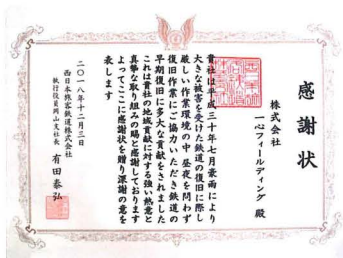 感謝状
株式会社
一心フィールディング 殿
貴社は平成三十年七月豪雨により
大きな被害を受けた鉄道の復旧に際し
厳しい作業環境の中 昼夜を問わず
復旧作業にご協力いただき鉄道の
早期復旧に多大な貢献をされました
これは貴社の地域貢献に対する強い熱意と
真摯な取り組みの賜と感謝しております
よってここに感謝状を贈り深謝の意を
表します
二〇一八年十二月三日
西日本旅客鉄道株式会社
執行役員岡山支社長 有田泰弘